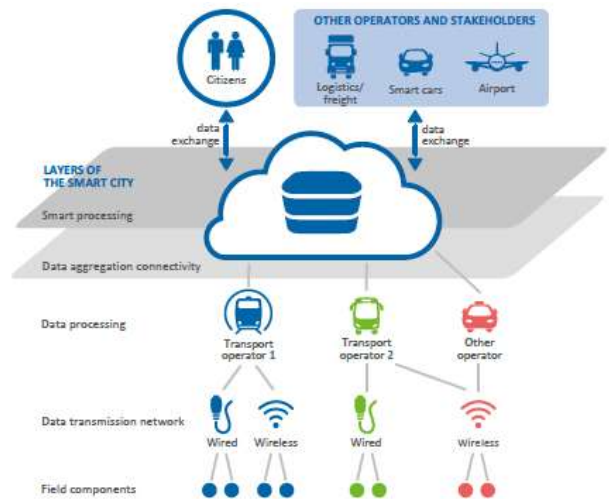 OTHER OPERATORS AND STAKEHOLDERS
Citizens
Logistics/
freight
Smart cars
Airport
data
exchange
data
exchange
LAYERS OF
THE SMART CITY
Smart processing
Data aggregation connectivity
Data processing
Transport
operator 1
Transport
operator 2
Other
operator
Data transmission network
Wired
Wireless
Wired
Wireless
Field components